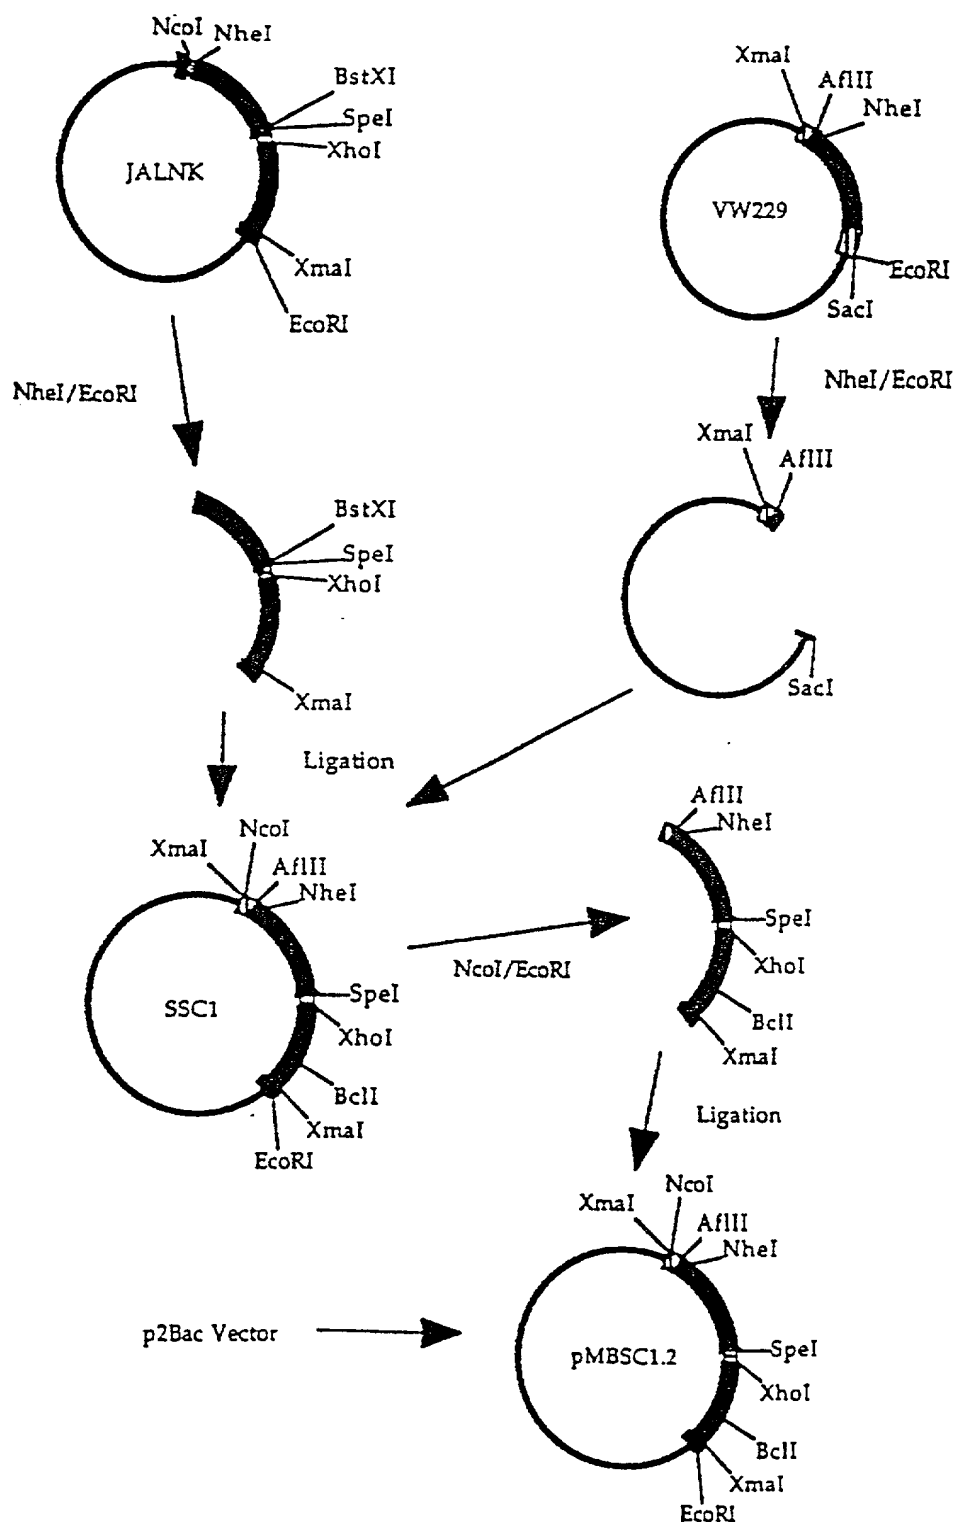 NcoI
NheI
BstXI
SpeI
XhoI
JALNK
XmaI
EcoRI
XmaI
AflII
NheI
VW229
EcoRI
SacI
NheI/EcoRI
NheI/EcoRI
BstXI
SpeI
XhoI
XmaI
XmaI
AflII
SacI
Ligation
XmaI
NcoI
AflII
NheI
SSC1
SpeI
XhoI
BclI
XmaI
EcoRI
NcoI/EcoRI
AflII
NheI
SpeI
XhoI
BclI
XmaI
Ligation
p2Bac Vector
XmaI
NcoI
AflII
NheI
pMBSC1.2
SpeI
XhoI
BclI
XmaI
EcoRI